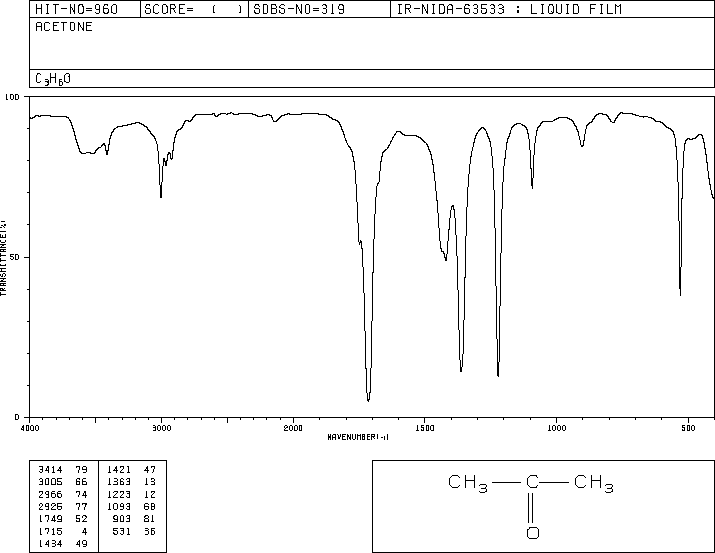 HIT-NO=960 SCORE= ( ) SDBS-NO=319 IR-NIDA-63533 : LIQUID FILM
ACETONE
C3H6O
100
50
0
TRANSMITTANCE(%)
4000 3000 2000 1500 1000 500
WAVENUMBER(-1)
3414 79 1421 47
3005 66 1363 13
2966 74 1223 12
2925 77 1093 68
1749 52 903 81
1715 4 531 36
1434 49
CH3 C CH3
O